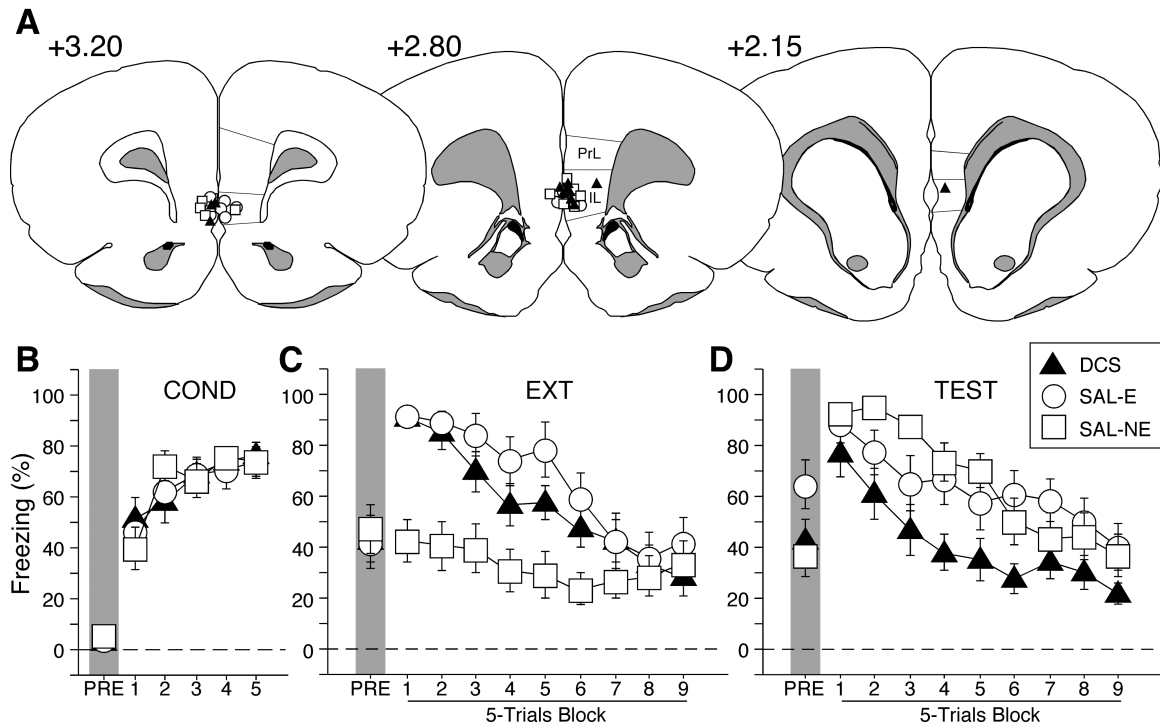 A
+3.20
+2.80
+2.15
PrL
IL
B
COND
Freezing (%)
100
80
60
40
20
0
PRE 1 2 3 4 5
C
EXT
100
80
60
40
20
0
PRE 1 2 3 4 5 6 7 8 9
5-Trials Block
D
TEST
DCS
SAL-E
SAL-NE
100
80
60
40
20
0
PRE 1 2 3 4 5 6 7 8 9
5-Trials Block